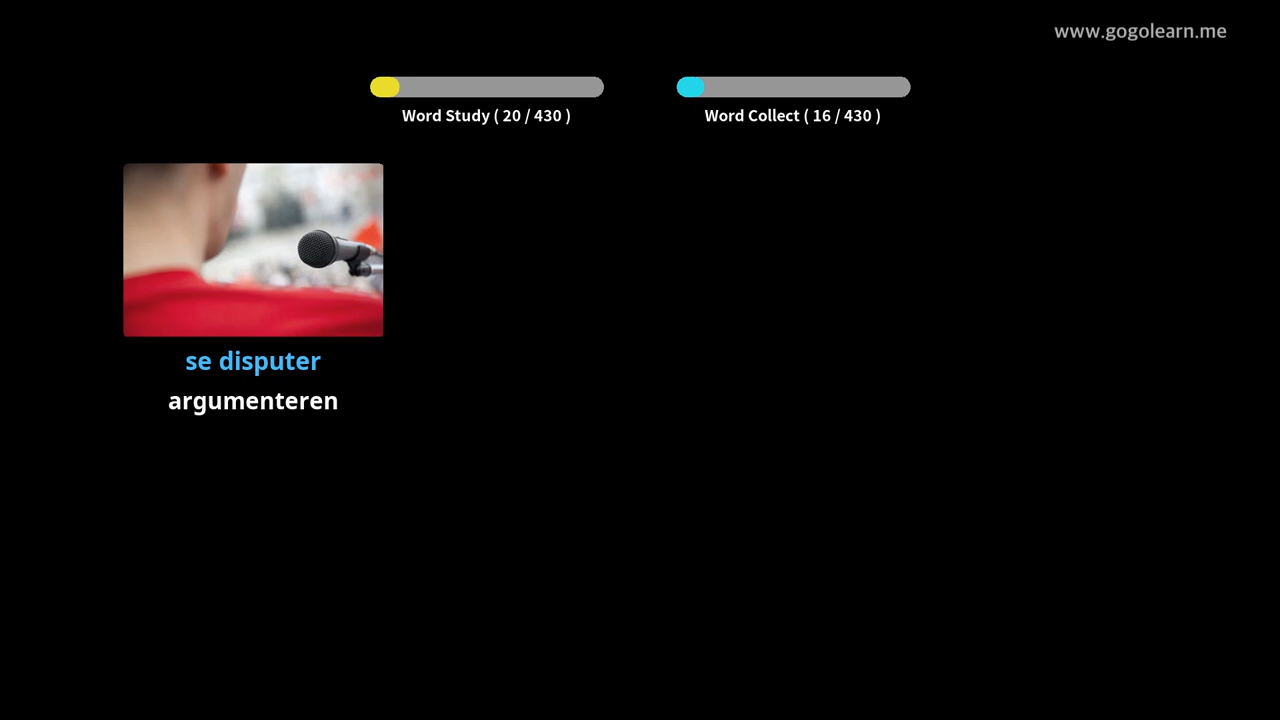 www.gogolearn.me
Word Study ( 20 / 430 )
Word Collect ( 16 / 430 )
se disputer
argumenteren